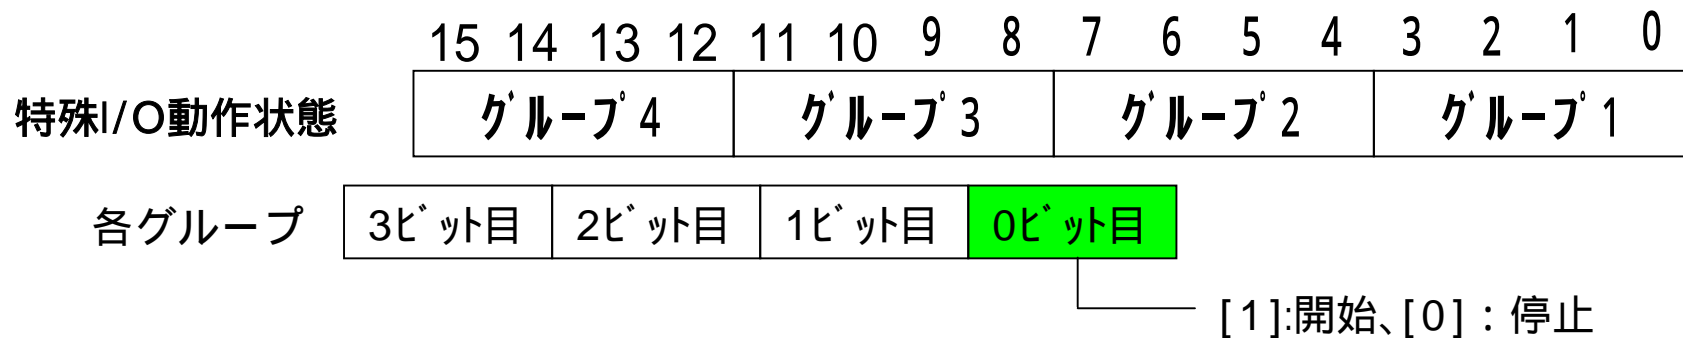 15 14 13 12 11 10 9 8 7 6 5 4 3 2 1 0
特殊I/O動作状態 グループ4 グループ3 グループ2 グループ1
各グループ 3ビット目 2ビット目 1ビット目 0ビット目
[1]:開始、[0]:停止